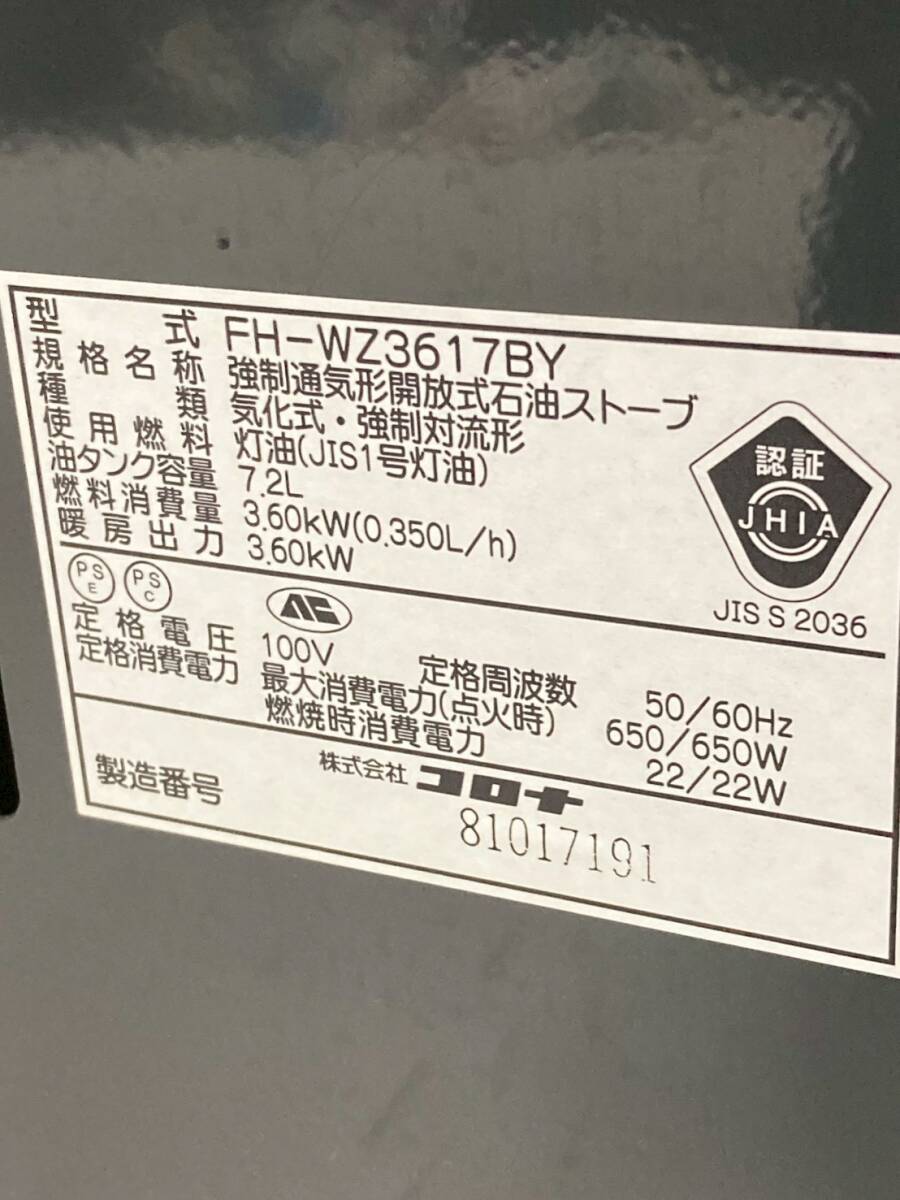 型式 FH-WZ3617BY
規格名称 強制通気形開放式石油ストーブ
種類 気化式・強制対流形
使用燃料 灯油(JIS1号灯油)
油タンク容量 7.2L
燃料消費量 3.60kW(0.350L/h)
暖房出力 3.60kW
認証
JHIA
JIS S 2036
PS E PS C
定格電圧 100V 定格周波数 50/60Hz
定格消費電力 最大消費電力(点火時) 650/650W
燃焼時消費電力 22/22W
株式会社 コロナ
製造番号 81017191